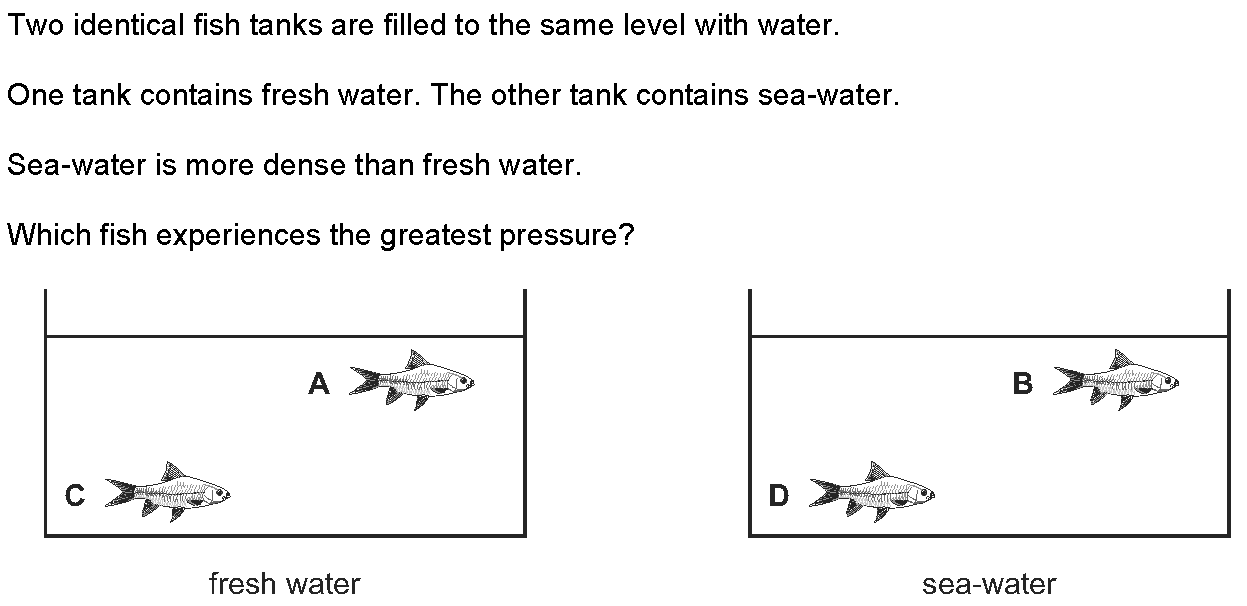 Two identical fish tanks are filled to the same level with water.
One tank contains fresh water. The other tank contains sea-water.
Sea-water is more dense than fresh water.
Which fish experiences the greatest pressure?
A
B
C
D
fresh water
sea-water